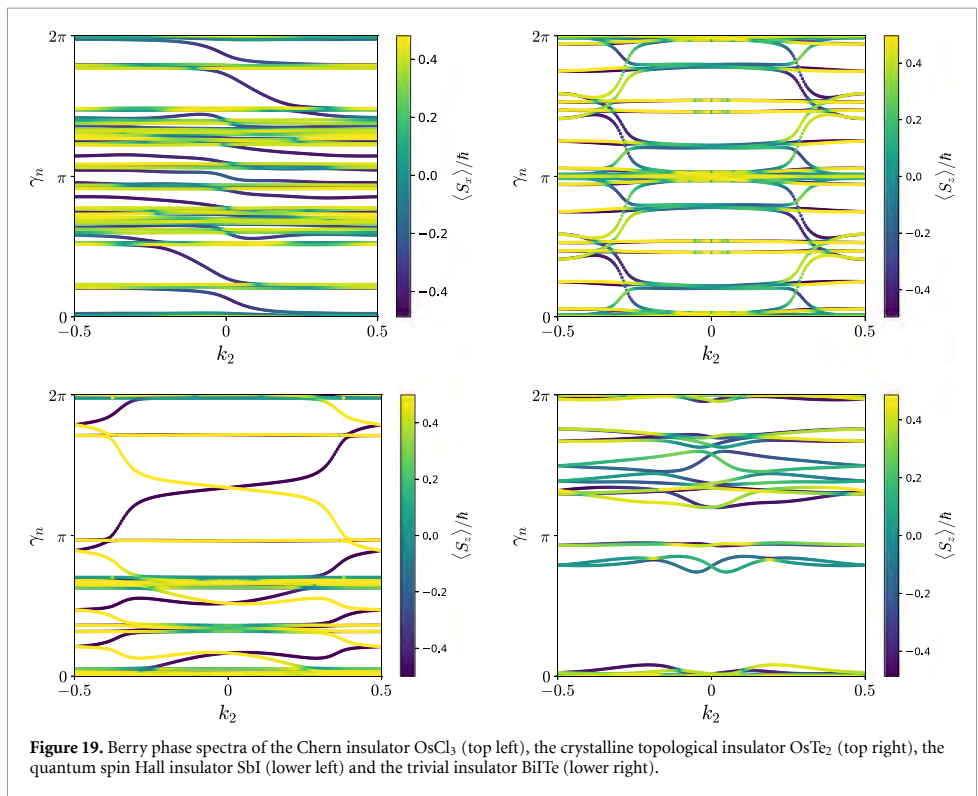 2π
π
0
γₙ
−0.5
0
0.5
k₂
0.4
0.2
0.0
−0.2
−0.4
⟨Sₓ⟩/ħ
2π
π
0
γₙ
−0.5
0
0.5
k₂
0.4
0.2
0.0
−0.2
−0.4
⟨S_z⟩/ħ
2π
π
0
γₙ
−0.5
0
0.5
k₂
0.4
0.2
0.0
−0.2
−0.4
⟨S_z⟩/ħ
2π
π
0
γₙ
−0.5
0
0.5
k₂
0.4
0.2
0.0
−0.2
−0.4
⟨S_z⟩/ħ
Figure 19. Berry phase spectra of the Chern insulator OsCl₃ (top left), the crystalline topological insulator OsTe₂ (top right), the
quantum spin Hall insulator SbI (lower left) and the trivial insulator BiITe (lower right).